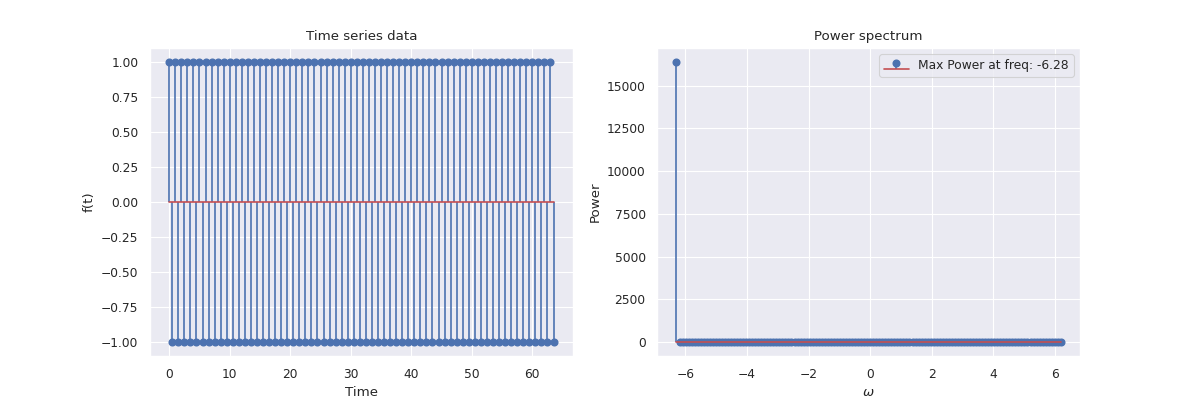 Time series data
1.00
0.75
0.50
0.25
0.00
−0.25
−0.50
−0.75
−1.00
f(t)
0 10 20 30 40 50 60
Time
Power spectrum
Max Power at freq: -6.28
15000
12500
10000
7500
5000
2500
0
Power
−6 −4 −2 0 2 4 6
ω